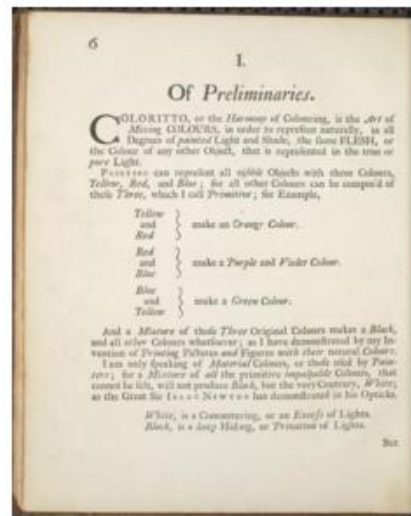 6
I.
Of Preliminaries.
COLORITTO, or the Harmony of Colouring, is the Art of
Mixing COLOURS, in order to represent naturally, in all
Degrees of painted Light and Shade, the same FLESH, or
the Colour of any other Object, that is represented in the true or
pure Light.
PAINTING can represent all visible Objects with three Colours,
Yellow, Red, and Blue; for all other Colours can be compos'd of
these Three, which I call Primitive; for Example,
Yellow
and
Red
make an Orange Colour.
Red
and
Blue
make a Purple and Violet Colour.
Blue
and
Yellow
make a Green Colour.
And a Mixture of those Three Original Colours makes a Black,
and all other Colours whatsoever; as I have demonstrated by my In-
vention of Printing Pictures and Figures with their natural Colours.
I am only speaking of Material Colours, or those used by Pain-
ters; for a Mixture of all the primitive impalpable Colours, that
cannot be felt, will not produce Black, but the very Contrary, White;
as the Great Sir ISAAC NEWTON has demonstrated in his Opticks.
White, is a Concentering, or an Excess of Lights.
Black, is a deep Hiding, or Privation of Lights.
But